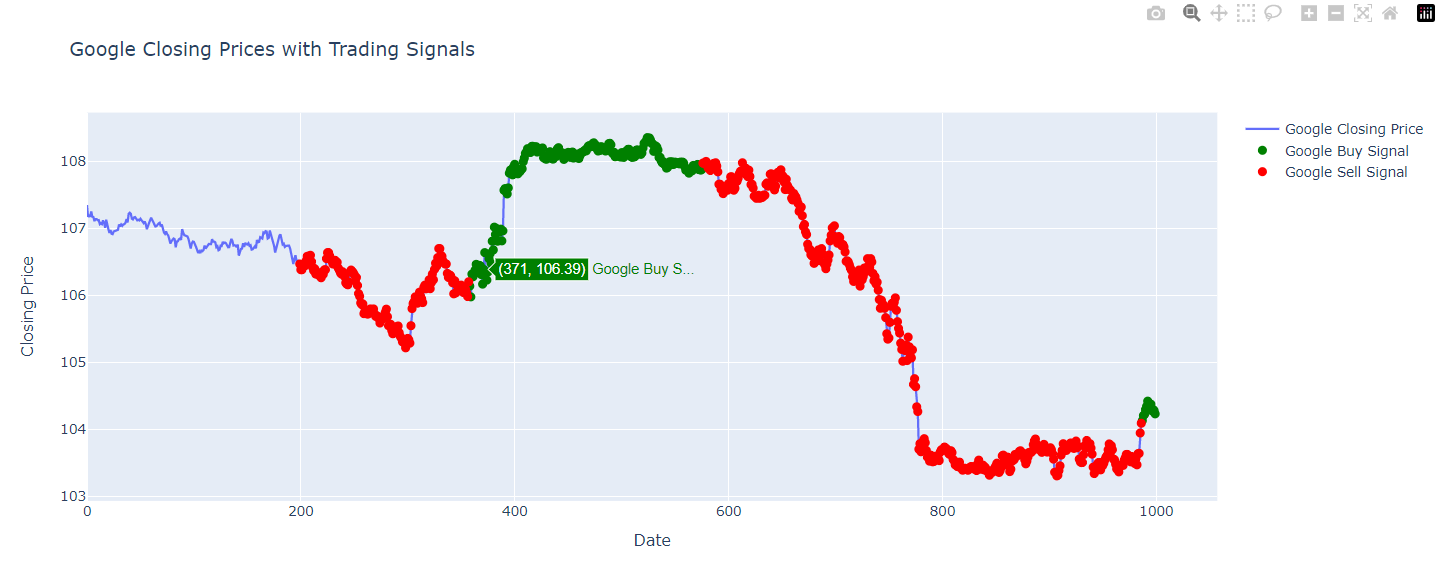 Google Closing Prices with Trading Signals
Google Closing Price
Google Buy Signal
Google Sell Signal
108
107
106
105
104
103
Closing Price
(371, 106.39) Google Buy S...
0 200 400 600 800 1000
Date